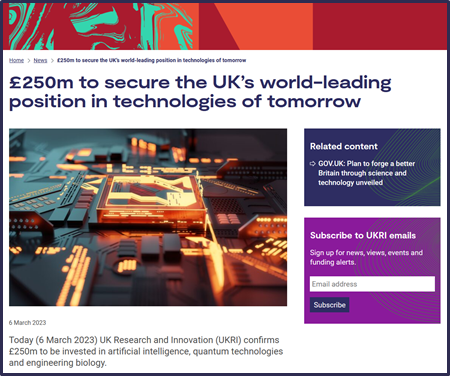 Home > News > £250m to secure the UK's world-leading position in technologies of tomorrow
£250m to secure the UK's world-leading
position in technologies of tomorrow
Related content
GOV.UK: Plan to forge a better
Britain through science and
technology unveiled
Subscribe to UKRI emails
Sign up for news, views, events and
funding alerts.
Email address
Subscribe
6 March 2023
Today (6 March 2023) UK Research and Innovation (UKRI) confirms
£250m to be invested in artificial intelligence, quantum technologies
and engineering biology.